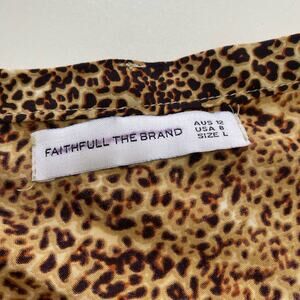 FAITHFULL THE BRAND
AUS 12
USA 8
SIZE L